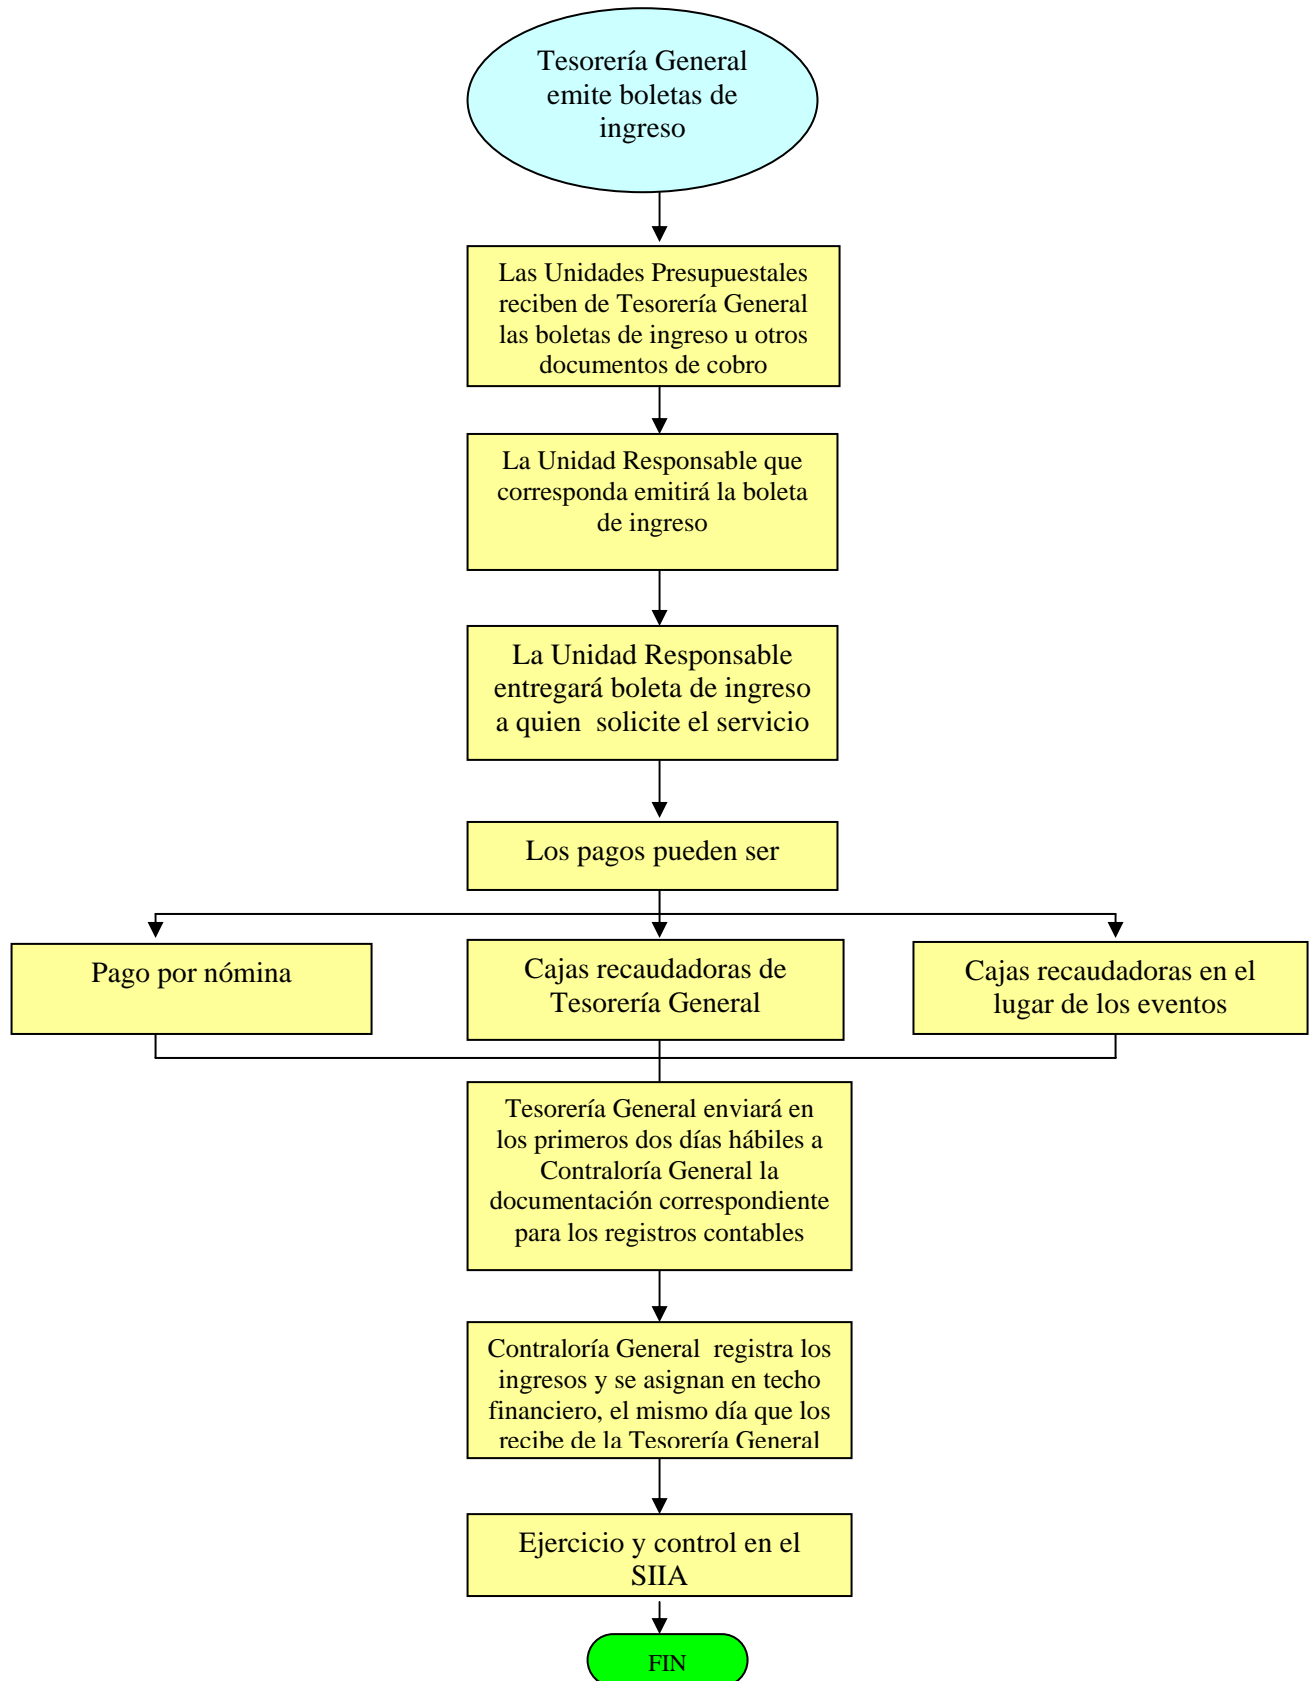 Tesorería General
emite boletas de
ingreso
Las Unidades Presupuestales
reciben de Tesorería General
las boletas de ingreso u otros
documentos de cobro
La Unidad Responsable que
corresponda emitirá la boleta
de ingreso
La Unidad Responsable
entregará boleta de ingreso
a quien  solicite el servicio
Los pagos pueden ser
Pago por nómina
Cajas recaudadoras de
Tesorería General
Cajas recaudadoras en el
lugar de los eventos
Tesorería General enviará en
los primeros dos días hábiles a
Contraloría General la
documentación correspondiente
para los registros contables
Contraloría General  registra los
ingresos y se asignan en techo
financiero, el mismo día que los
recibe de la Tesorería General
Ejercicio y control en el
SIIA
FIN